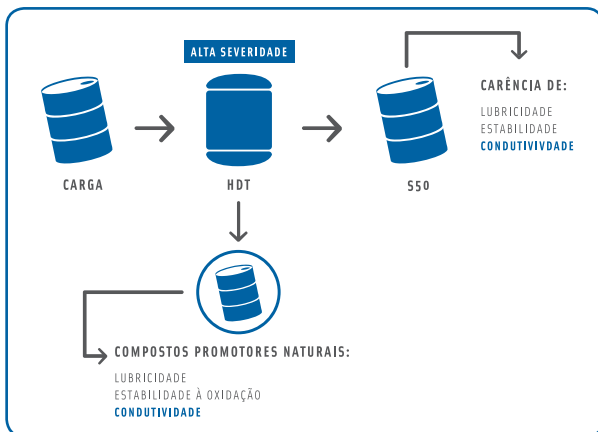 ALTA SEVERIDADE
CARGA
HDT
S50
CARÊNCIA DE:
LUBRICIDADE
ESTABILIDADE
CONDUTIVIVDADE
COMPOSTOS PROMOTORES NATURAIS:
LUBRICIDADE
ESTABILIDADE À OXIDAÇÃO
CONDUTIVIDADE